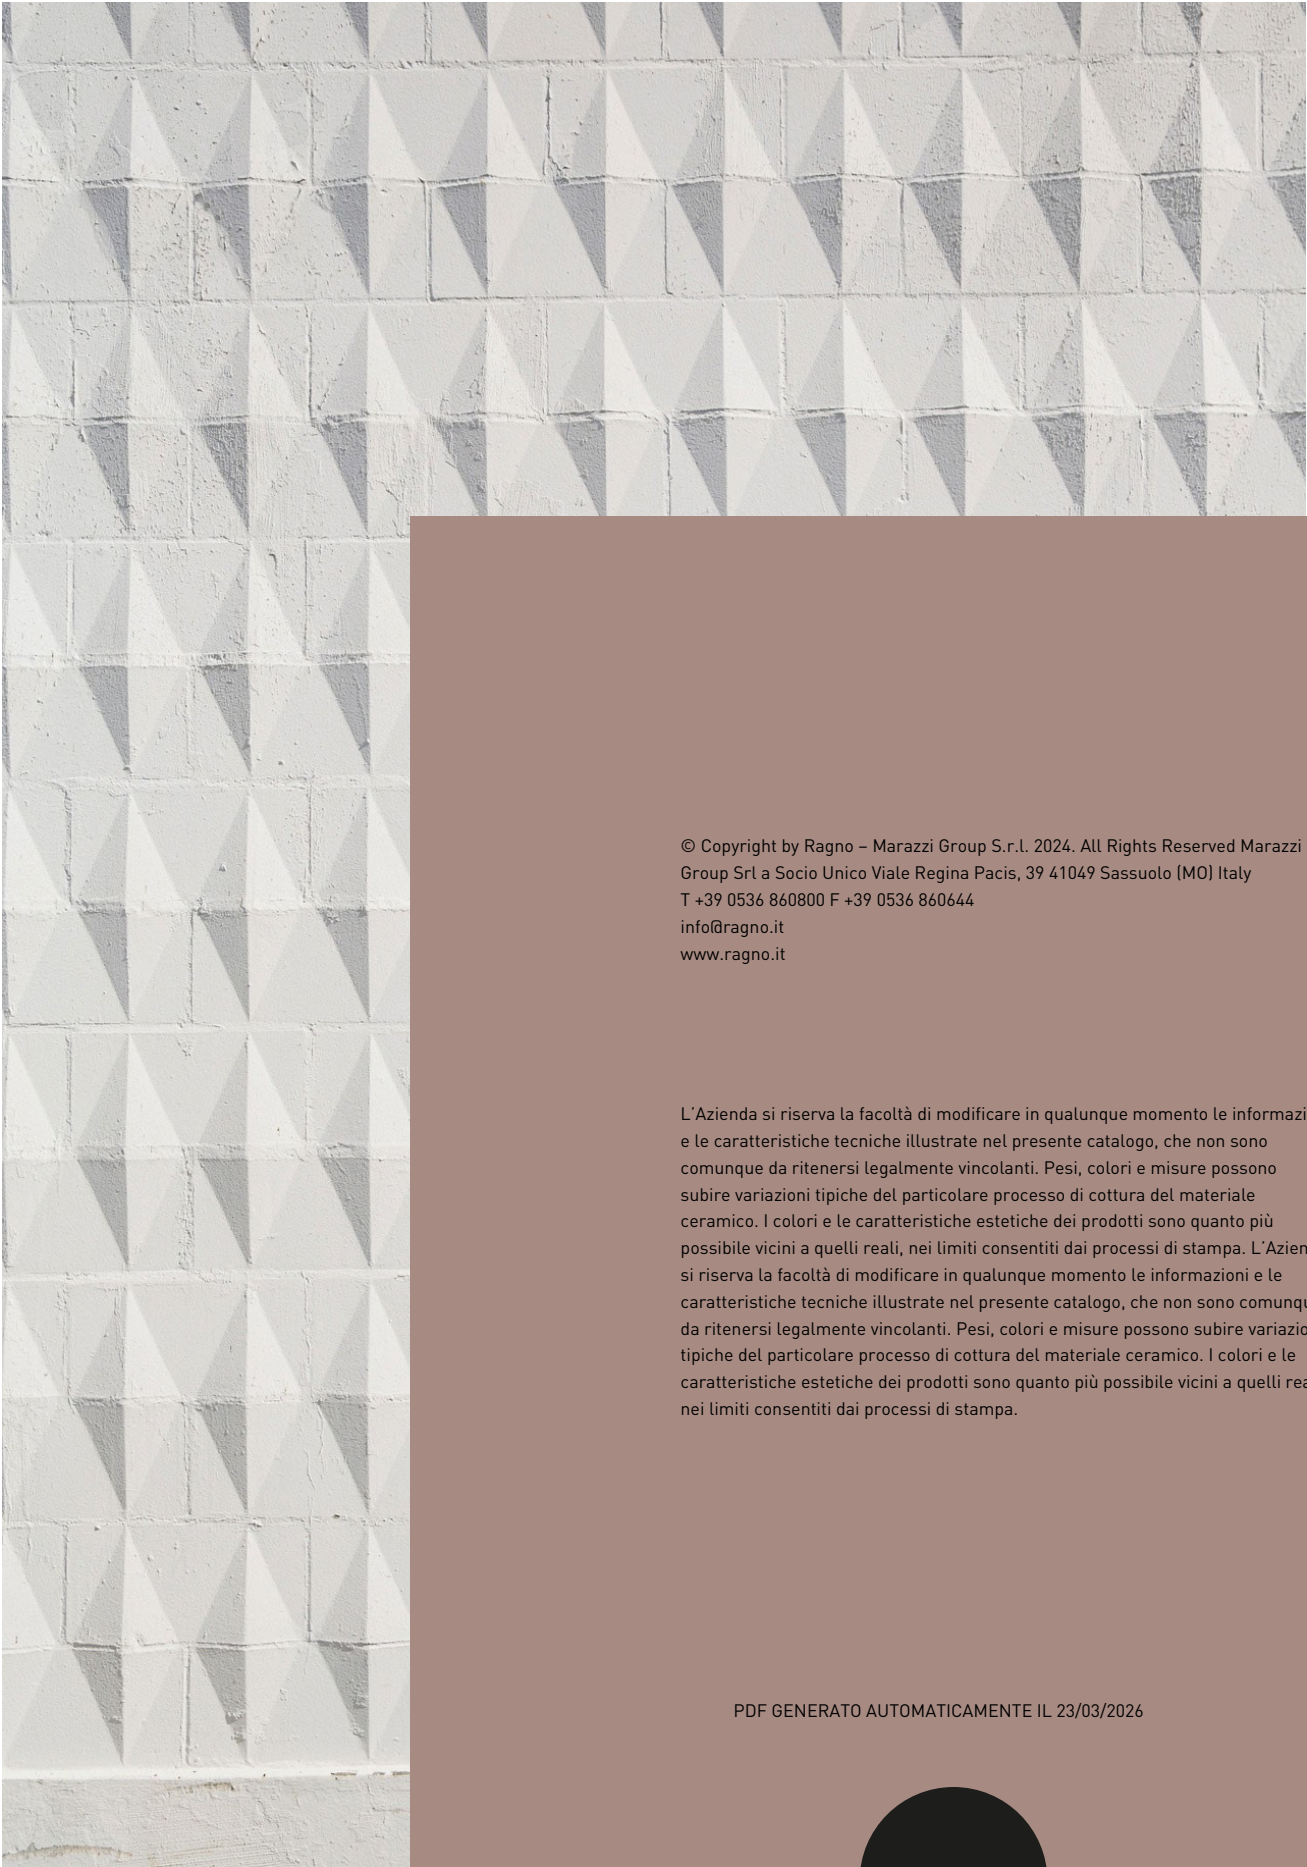 © Copyright by Ragno – Marazzi Group S.r.l. 2024. All Rights Reserved Marazzi
Group Srl a Socio Unico Viale Regina Pacis, 39 41049 Sassuolo (MO) Italy
T +39 0536 860800 F +39 0536 860644
info@ragno.it
www.ragno.it
L'Azienda si riserva la facoltà di modificare in qualunque momento le informazi
e le caratteristiche tecniche illustrate nel presente catalogo, che non sono
comunque da ritenersi legalmente vincolanti. Pesi, colori e misure possono
subire variazioni tipiche del particolare processo di cottura del materiale
ceramico. I colori e le caratteristiche estetiche dei prodotti sono quanto più
possibile vicini a quelli reali, nei limiti consentiti dai processi di stampa. L'Azien
si riserva la facoltà di modificare in qualunque momento le informazioni e le
caratteristiche tecniche illustrate nel presente catalogo, che non sono comunqu
da ritenersi legalmente vincolanti. Pesi, colori e misure possono subire variazio
tipiche del particolare processo di cottura del materiale ceramico. I colori e le
caratteristiche estetiche dei prodotti sono quanto più possibile vicini a quelli rea
nei limiti consentiti dai processi di stampa.
PDF GENERATO AUTOMATICAMENTE IL 23/03/2026